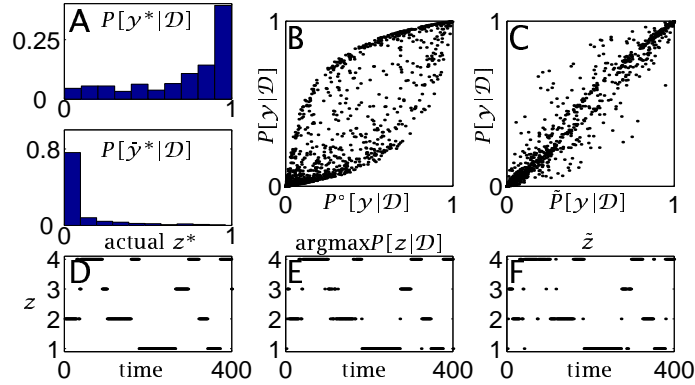 A P[y*|𝒟]
0.25
0
0 1
P[ȳ*|𝒟]
0.8
0
0 1
B
1
P[y|𝒟]
0
0 P°[y|𝒟] 1
C
1
P[y|𝒟]
0
0 P̃[y|𝒟] 1
actual z*
D
4
3
z
2
1
0 time 400
argmaxP[z|𝒟]
E
4
3
2
1
0 time 400
z̃
F
4
3
2
1
0 time 400